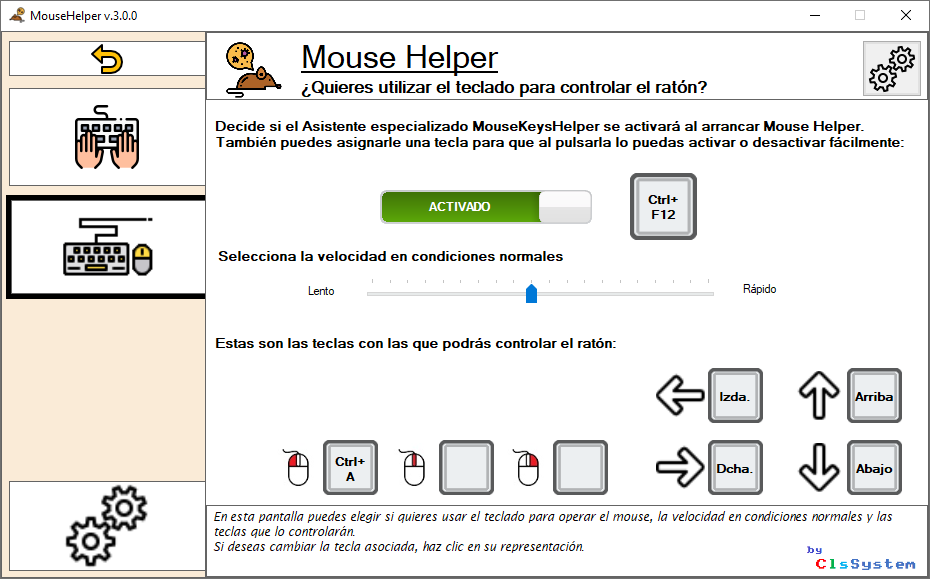 MouseHelper v.3.0.0
Mouse Helper
¿Quieres utilizar el teclado para controlar el ratón?
Decide si el Asistente especializado MouseKeysHelper se activará al arrancar Mouse Helper.
También puedes asignarle una tecla para que al pulsarla lo puedas activar o desactivar fácilmente:
ACTIVADO
Ctrl+
F12
Selecciona la velocidad en condiciones normales
Lento
Rápido
Estas son las teclas con las que podrás controlar el ratón:
Izda.
Arriba
Ctrl+
A
Dcha.
Abajo
En esta pantalla puedes elegir si quieres usar el teclado para operar el mouse, la velocidad en condiciones normales y las
teclas que lo controlarán.
Si deseas cambiar la tecla asociada, haz clic en su representación.
by
ClsSystem